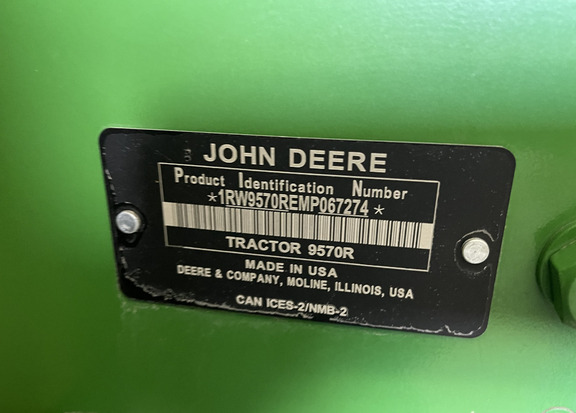 JOHN DEERE
Product Identification Number
*1RW9570REMP067274*
TRACTOR 9570R
MADE IN USA
DEERE & COMPANY, MOLINE, ILLINOIS, USA
CAN ICES-2/NMB-2